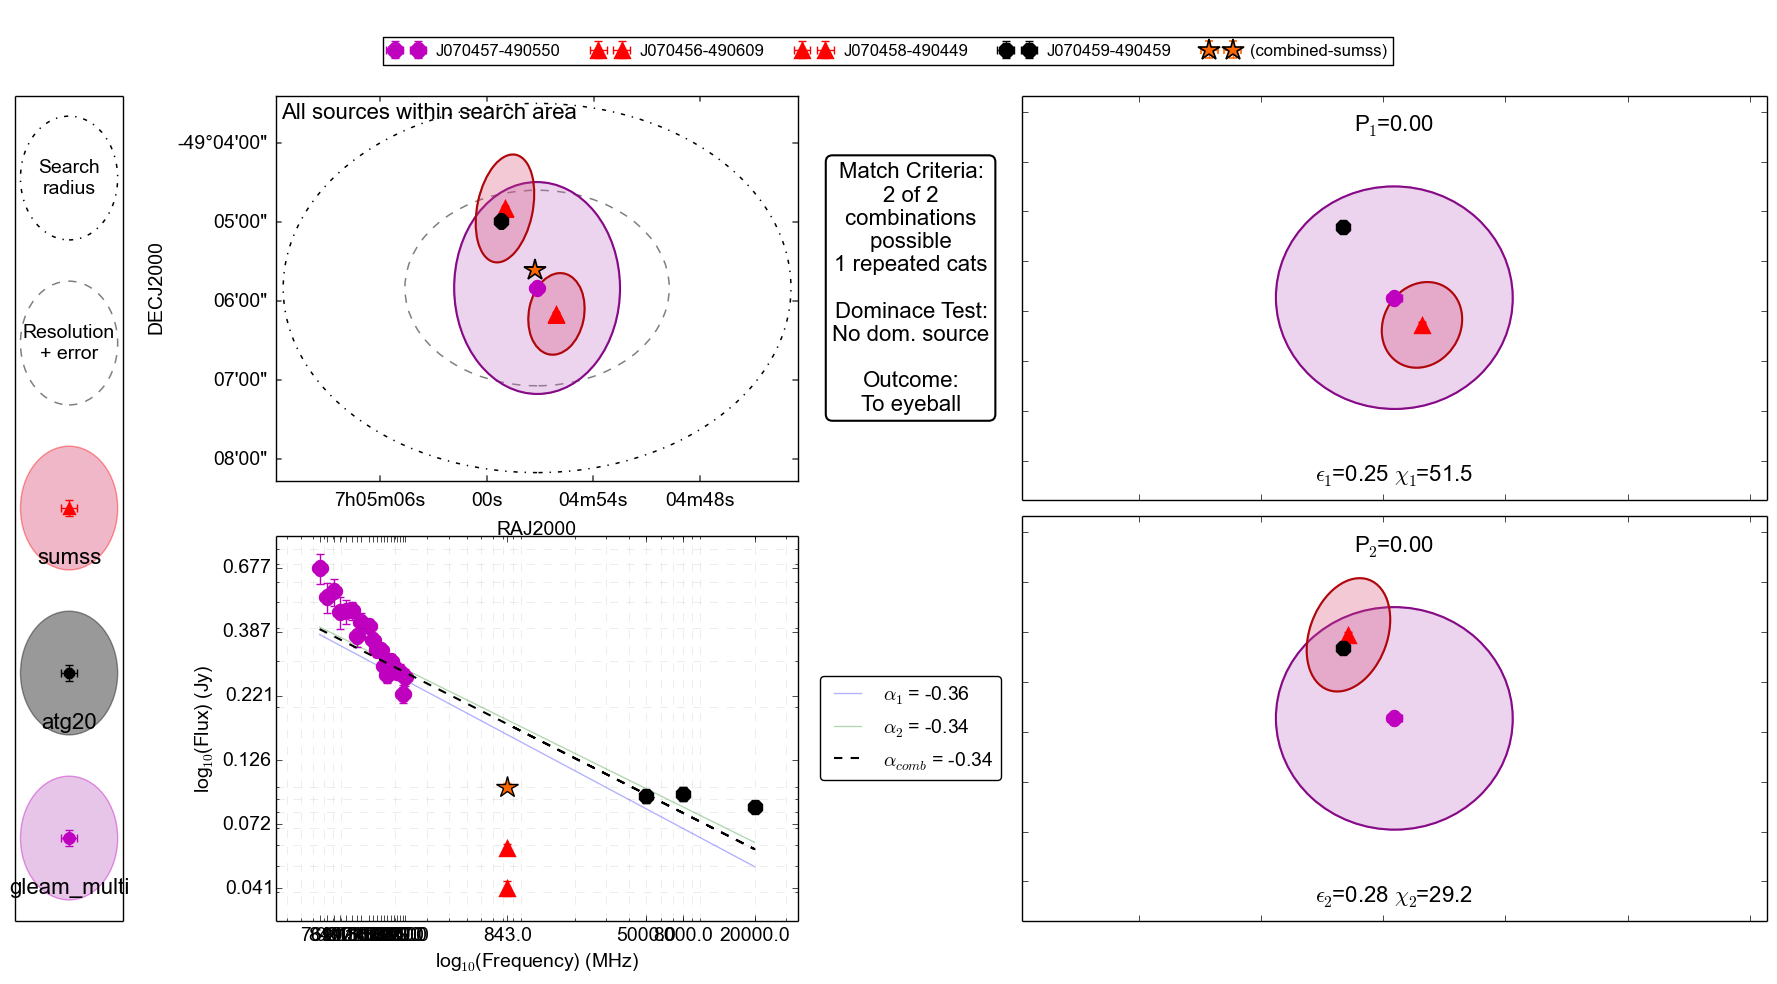 J070457-490550
J070456-490609
J070458-490449
J070459-490459
(combined-sumss)
Search
radius
Resolution
+ error
sumss
atg20
gleam_multi
All sources within search area
-49°04'00"
05'00"
06'00"
07'00"
08'00"
DECJ2000
7h05m06s
00s
04m54s
04m48s
RAJ2000
Match Criteria:
2 of 2
combinations
possible
1 repeated cats
Dominace Test:
No dom. source
Outcome:
To eyeball
P1=0.00
ϵ1=0.25 χ1=51.5
0.677
0.387
0.221
0.126
0.072
0.041
log10(Flux) (Jy)
843.0
5000.0
8000.0
20000.0
log10(Frequency) (MHz)
α1 = -0.36
α2 = -0.34
αcomb = -0.34
P2=0.00
ϵ2=0.28 χ2=29.2